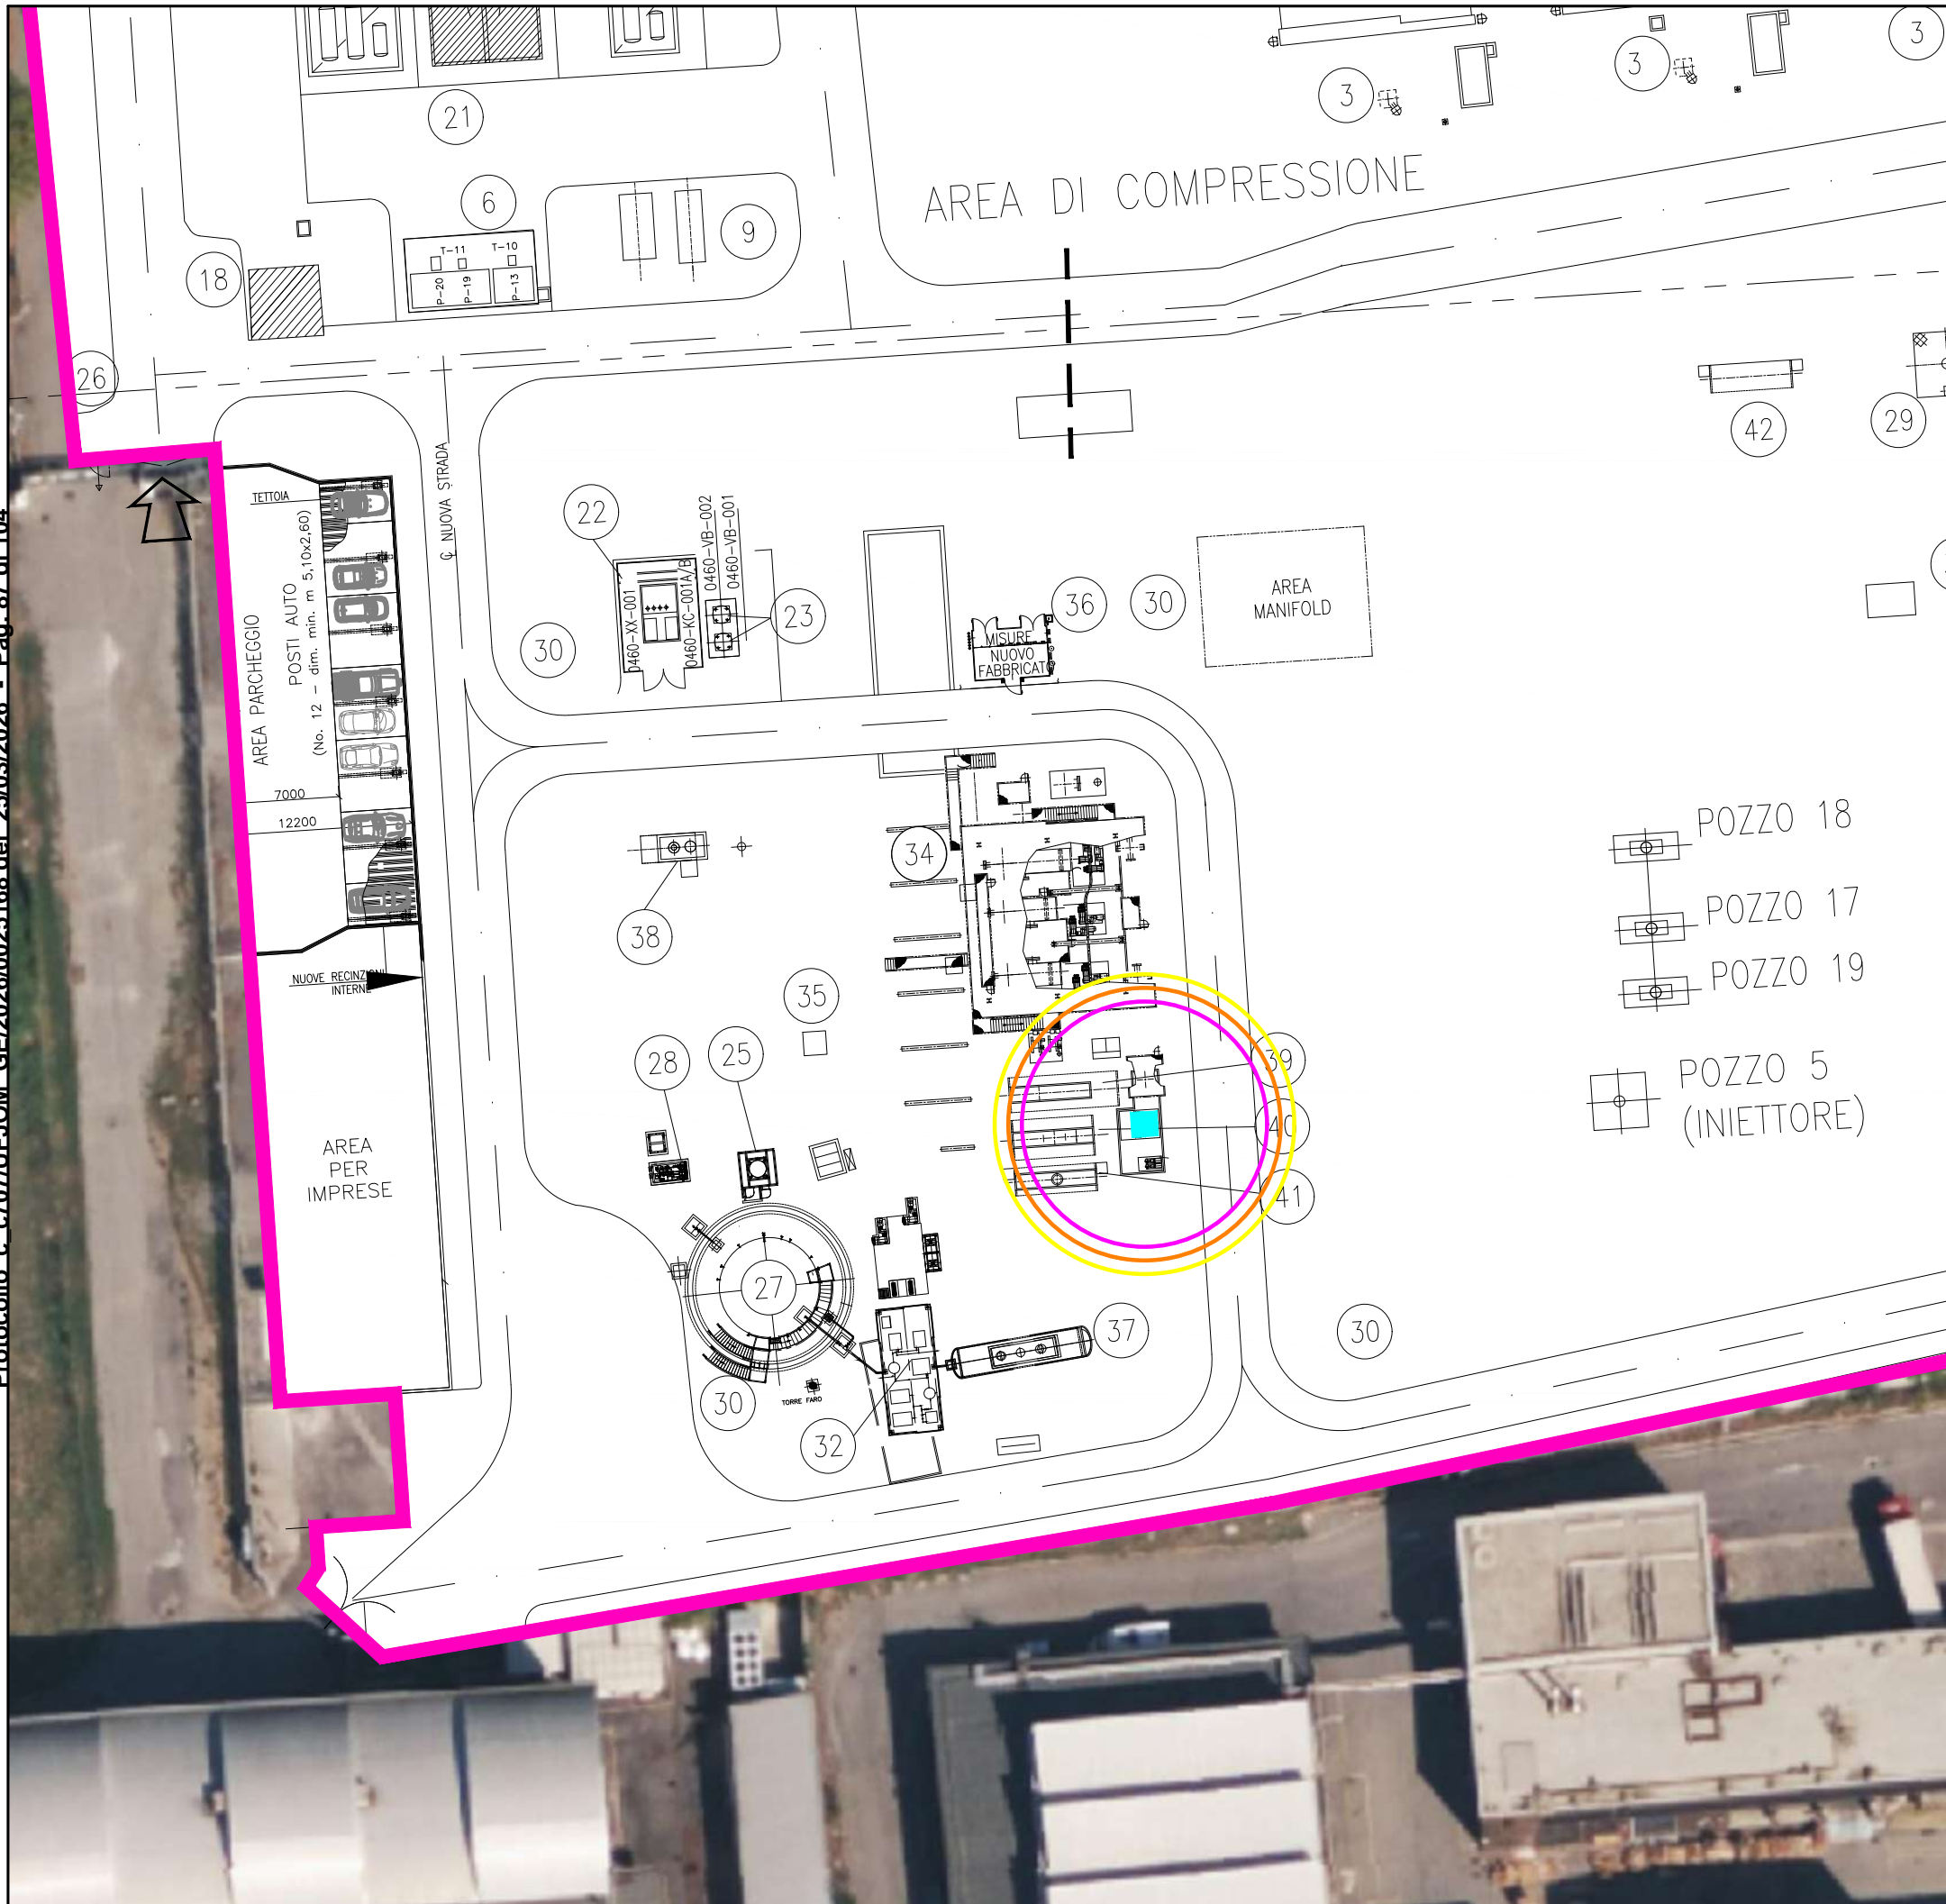 3
3
3
21
AREA DI COMPRESSIONE
6
9
18
T-11
T-10
P-20
P-19
P-13
26
42
29
NUOVA STRADA
TETTOIA
AREA PARCHEGGIO
POSTI AUTO
(No. 12 - dim. min. m 5,10x2,60)
7000
12200
22
0460-XX-001
0460-KC-001A/B
0460-VB-002
0460-VB-001
23
30
36
30
MISURE
NUOVO
FABBRICATO
AREA
MANIFOLD
34
38
35
28
25
NUOVE RECINZIONI
INTERNE
POZZO 18
POZZO 17
POZZO 19
POZZO 5
(INIETTORE)
39
40
41
AREA
PER
IMPRESE
27
37
30
30
TORRE FARO
32